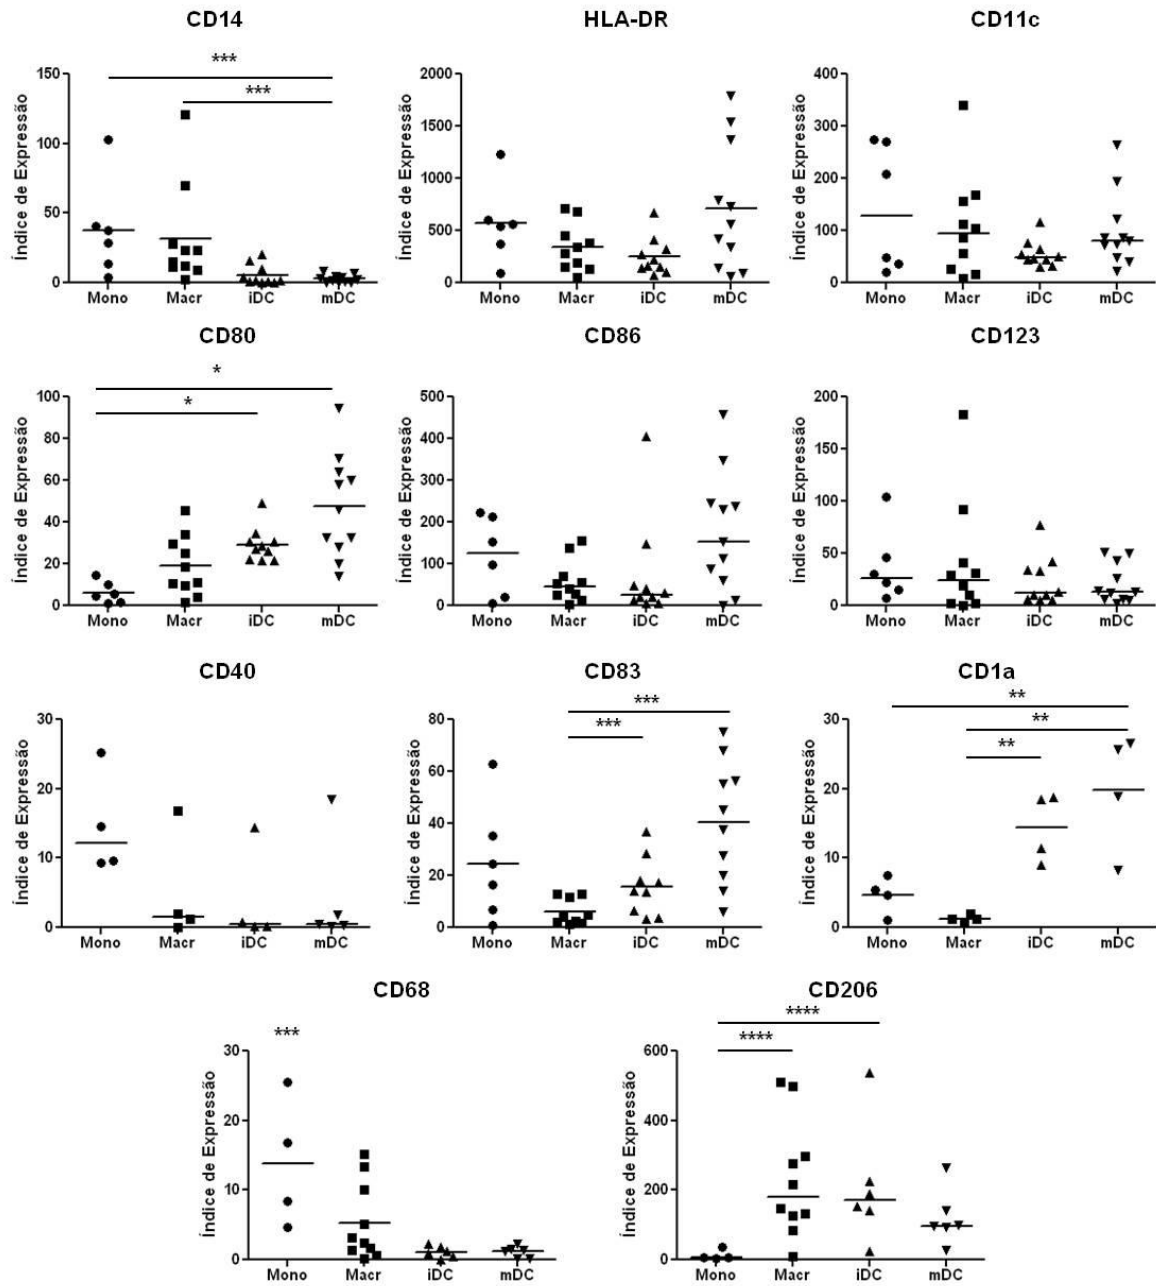 CD14
HLA-DR
CD11c
***
***
Índice de Expressão
150
100
50
0
Mono Macr iDC mDC
Índice de Expressão
2000
1500
1000
500
0
Mono Macr iDC mDC
Índice de Expressão
400
300
200
100
0
Mono Macr iDC mDC
CD80
CD86
CD123
*
*
Índice de Expressão
100
80
60
40
20
0
Mono Macr iDC mDC
Índice de Expressão
500
400
300
200
100
0
Mono Macr iDC mDC
Índice de Expressão
200
150
100
50
0
Mono Macr iDC mDC
CD40
CD83
CD1a
Índice de Expressão
30
20
10
0
Mono Macr iDC mDC
***
***
Índice de Expressão
80
60
40
20
0
Mono Macr iDC mDC
**
**
**
Índice de Expressão
30
20
10
0
Mono Macr iDC mDC
CD68
CD206
***
Índice de Expressão
30
20
10
0
Mono Macr iDC mDC
****
****
Índice de Expressão
600
400
200
0
Mono Macr iDC mDC